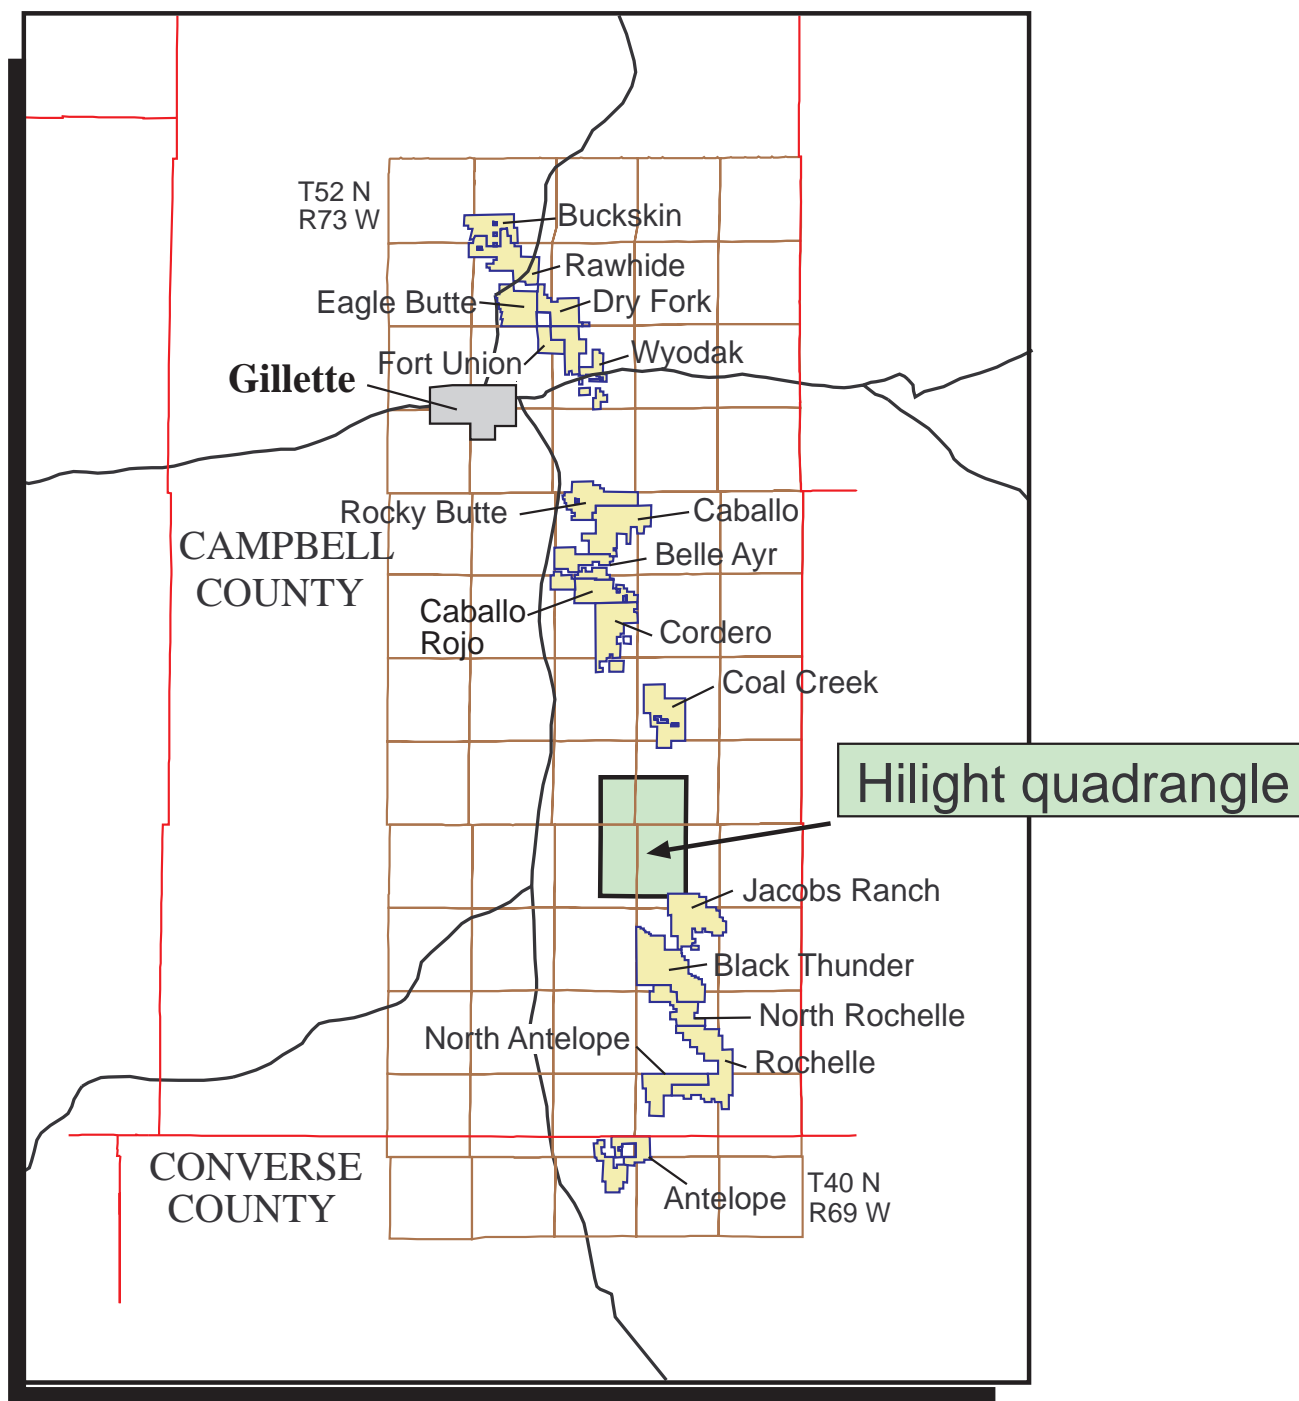 T52 N
R73 W
Buckskin
Rawhide
Eagle Butte
Dry Fork
Fort Union
Wyodak
Gillette
Rocky Butte
Caballo
CAMPBELL
COUNTY
Belle Ayr
Caballo
Rojo
Cordero
Coal Creek
Hilight quadrangle
Jacobs Ranch
Black Thunder
North Rochelle
North Antelope
Rochelle
CONVERSE
COUNTY
Antelope
T40 N
R69 W